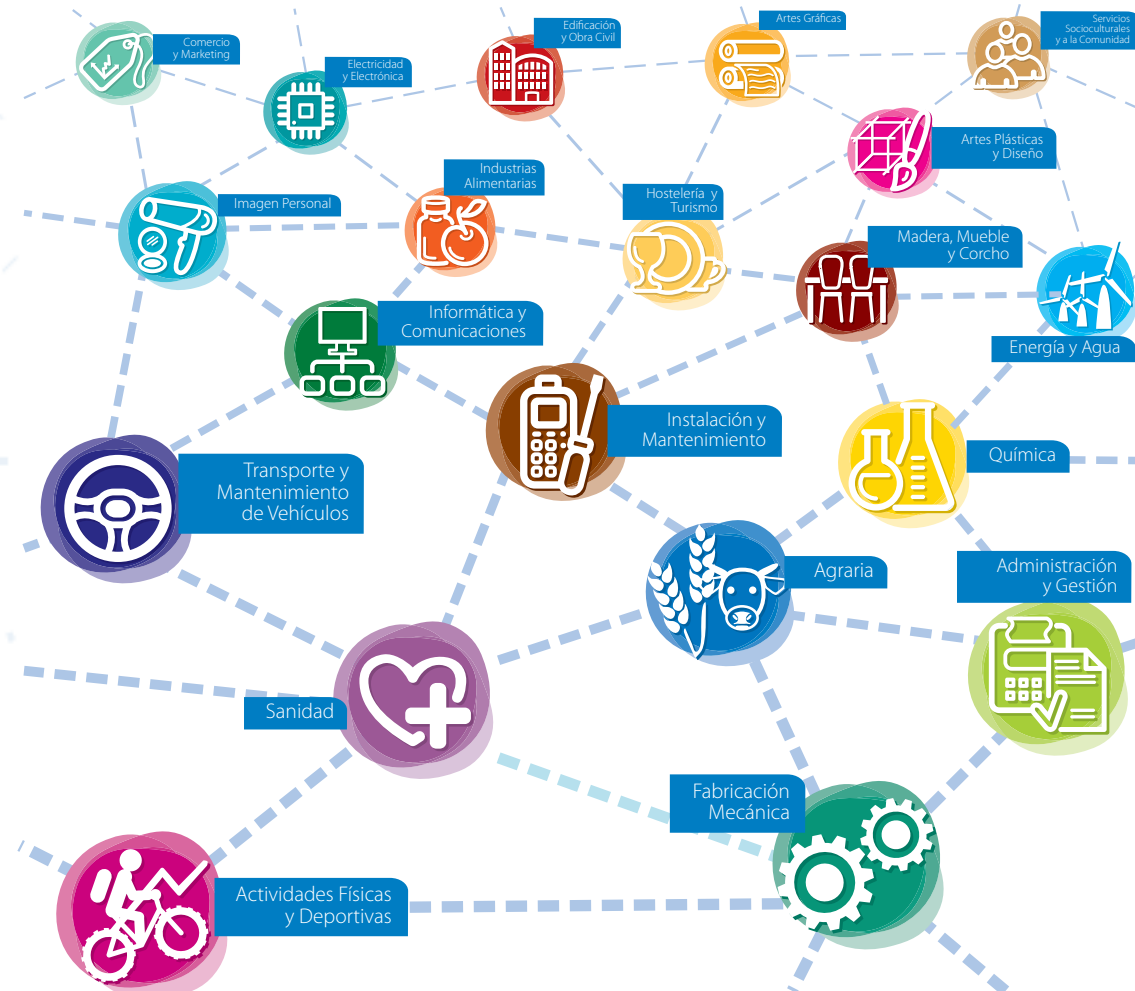 Comercio
y Marketing
Electricidad
y Electrónica
Edificación
y Obra Civil
Artes Gráficas
Servicios
Socioculturales
y a la Comunidad
Artes Plásticas
y Diseño
Industrias
Alimentarias
Imagen Personal
Hostelería y
Turismo
Madera, Mueble
y Corcho
Informática y
Comunicaciones
Energía y Agua
Instalación y
Mantenimiento
Química
Transporte y
Mantenimiento
de Vehículos
Agraria
Administración
y Gestión
Sanidad
Fabricación
Mecánica
Actividades Físicas
y Deportivas